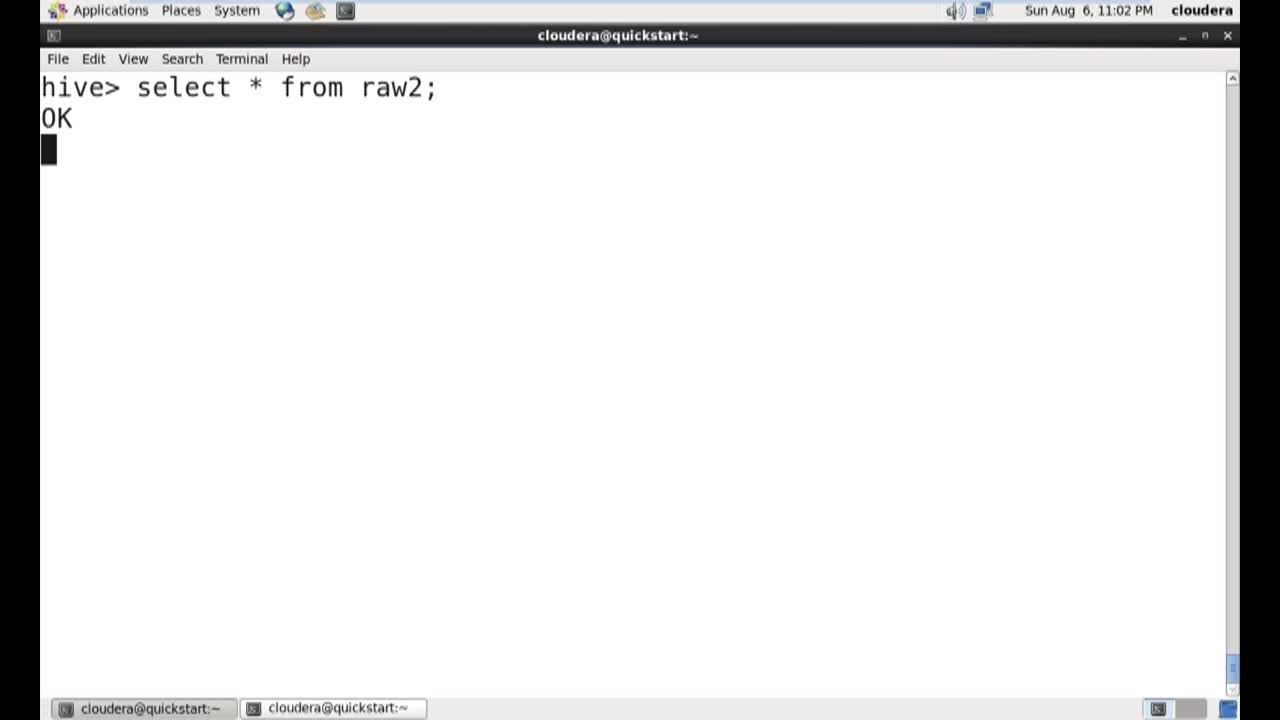 Applications Places System Sun Aug 6, 11:02 PM cloudera
cloudera@quickstart:~
File Edit View Search Terminal Help
hive> select * from raw2;
OK
cloudera@quickstart:~ cloudera@quickstart:~